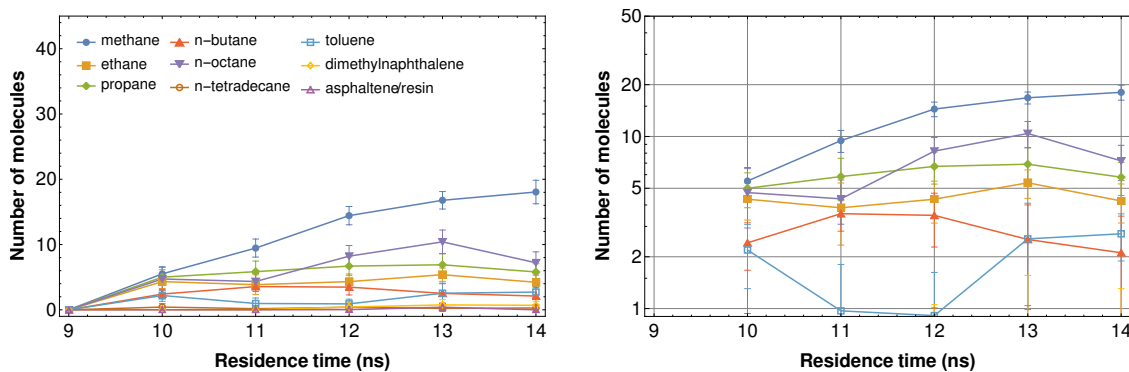 40
30
20
10
0
Number of molecules
methane
ethane
propane
n-butane
n-octane
n-tetradecane
toluene
dimethylnaphthalene
asphaltene/resin
9 10 11 12 13 14
Residence time (ns)
50
20
10
5
2
1
Number of molecules
9 10 11 12 13 14
Residence time (ns)